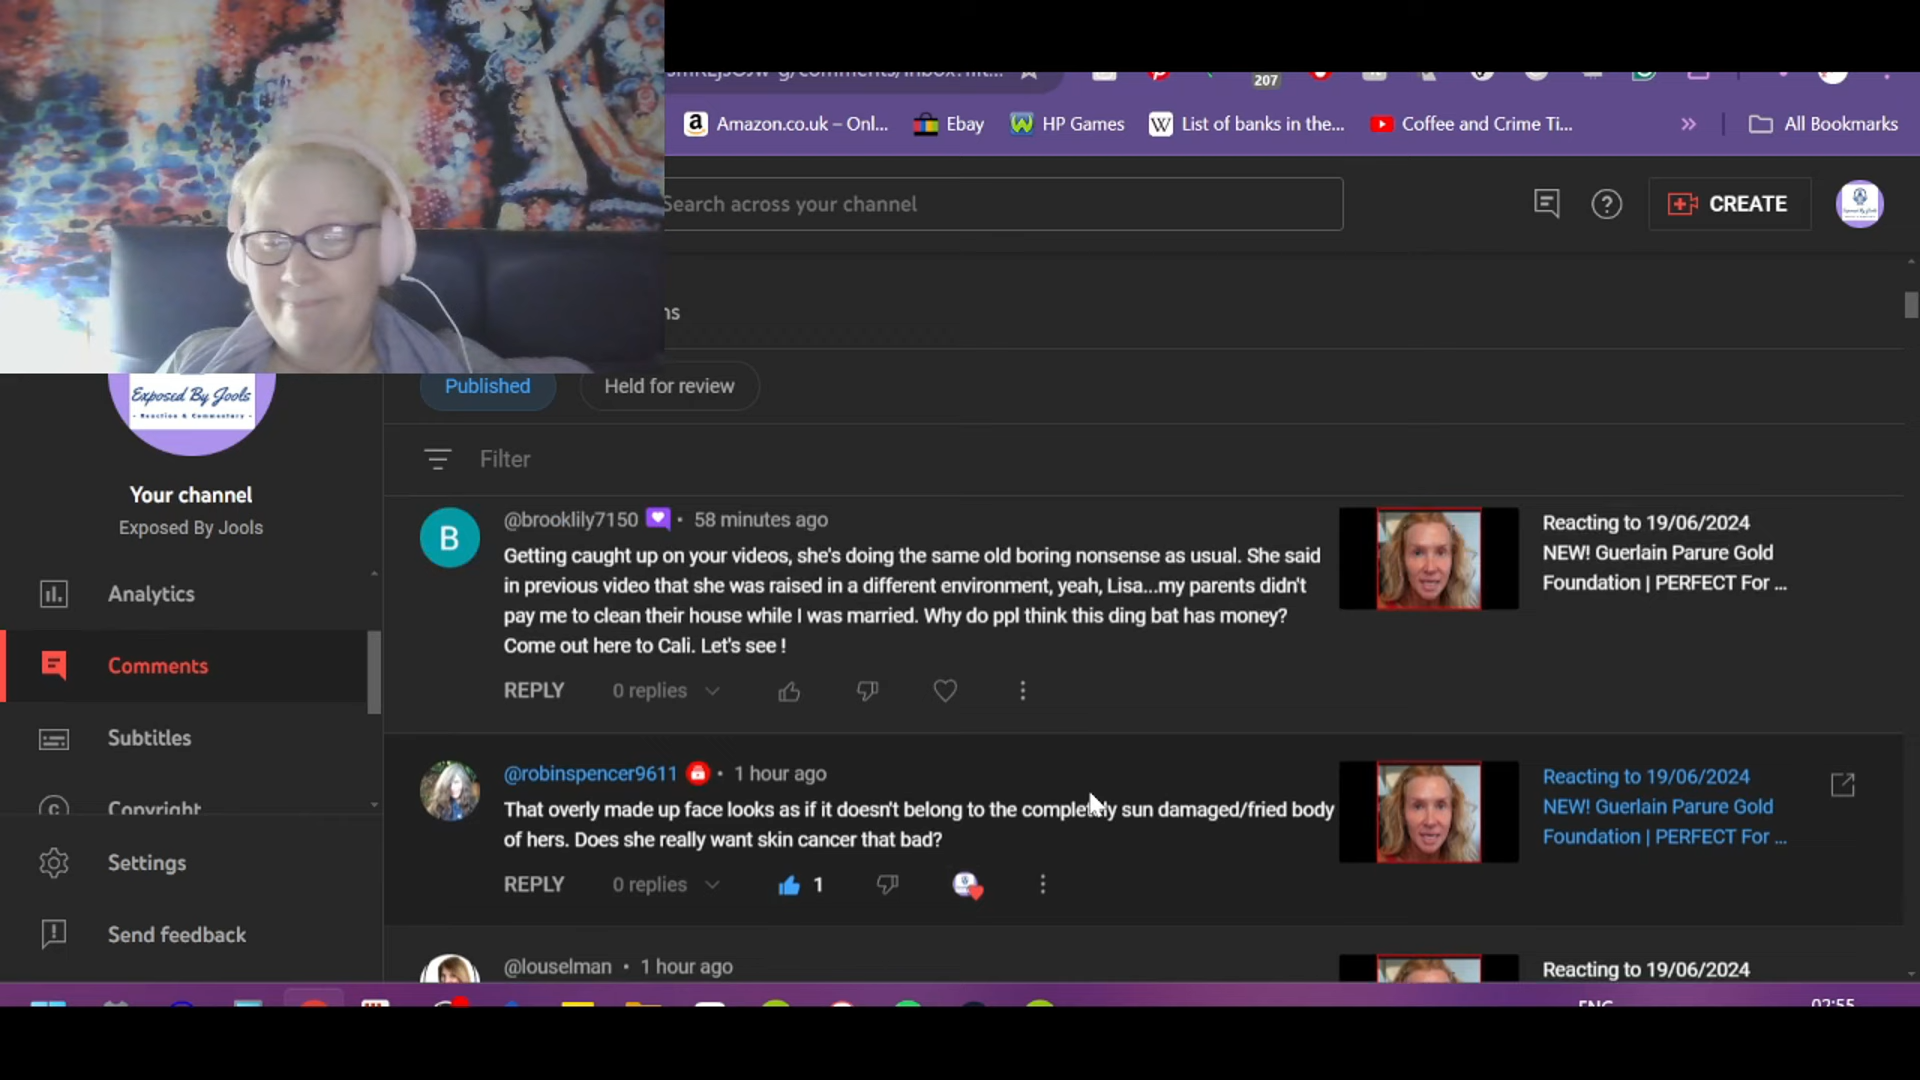 207
Amazon.co.uk – Onl...
Ebay
HP Games
List of banks in the...
Coffee and Crime Ti...
All Bookmarks
Search across your channel
CREATE
ns
Published
Held for review
Exposed By Jools
- Reaction & Commentary -
Filter
Your channel
Exposed By Jools
Analytics
Comments
Subtitles
Copyright
Settings
Send feedback
B
@brooklily7150 • 58 minutes ago
Getting caught up on your videos, she's doing the same old boring nonsense as usual. She said
in previous video that she was raised in a different environment, yeah, Lisa...my parents didn't
pay me to clean their house while I was married. Why do ppl think this ding bat has money?
Come out here to Cali. Let's see !
REPLY
0 replies
Reacting to 19/06/2024
NEW! Guerlain Parure Gold
Foundation | PERFECT For ...
@robinspencer9611 • 1 hour ago
That overly made up face looks as if it doesn't belong to the completely sun damaged/fried body
of hers. Does she really want skin cancer that bad?
REPLY
0 replies
1
Reacting to 19/06/2024
NEW! Guerlain Parure Gold
Foundation | PERFECT For ...
@louselman • 1 hour ago
Reacting to 19/06/2024
ENG
02:55